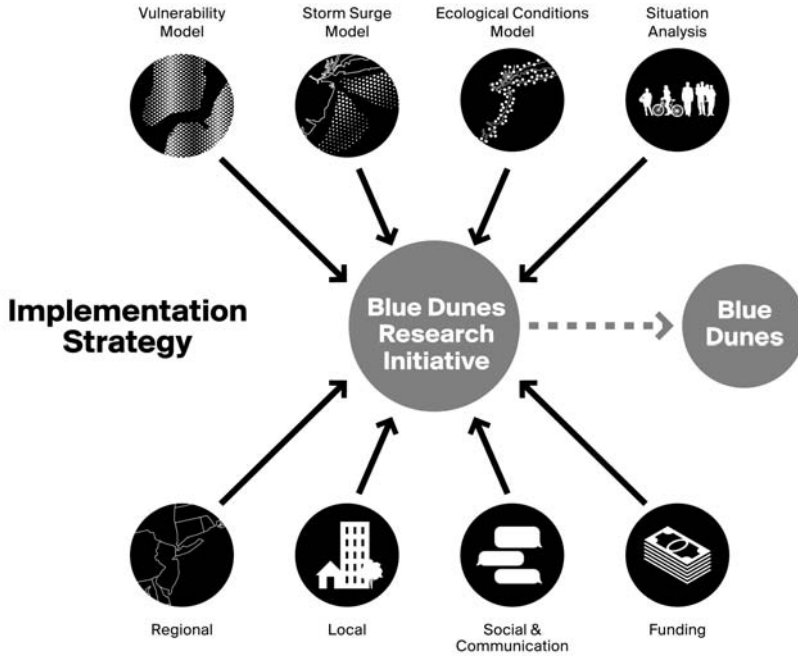 Vulnerability
Model
Storm Surge
Model
Ecological Conditions
Model
Situation
Analysis
Implementation
Strategy
Blue Dunes
Research
Initiative
Blue
Dunes
Regional
Local
Social &
Communication
Funding